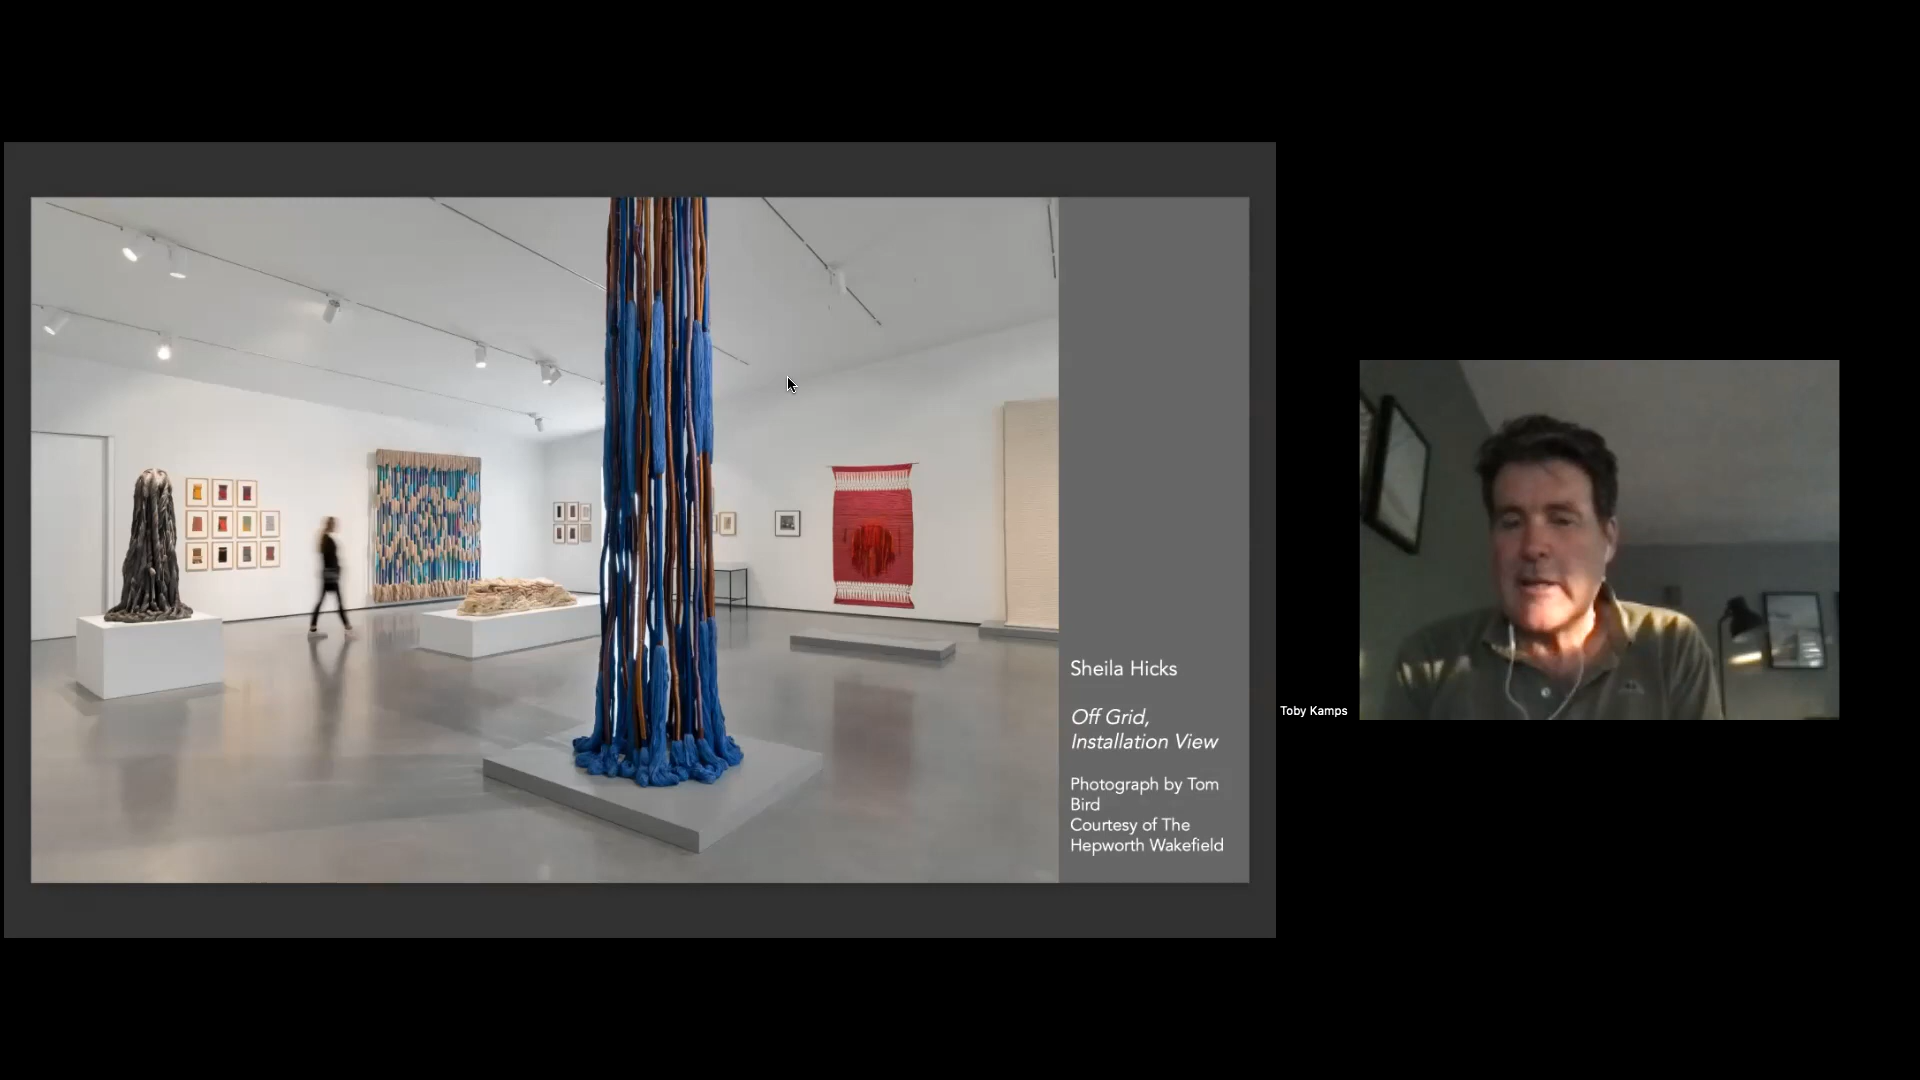 Sheila Hicks
Off Grid,
Installation View
Photograph by Tom
Bird
Courtesy of The
Hepworth Wakefield
Toby Kamps